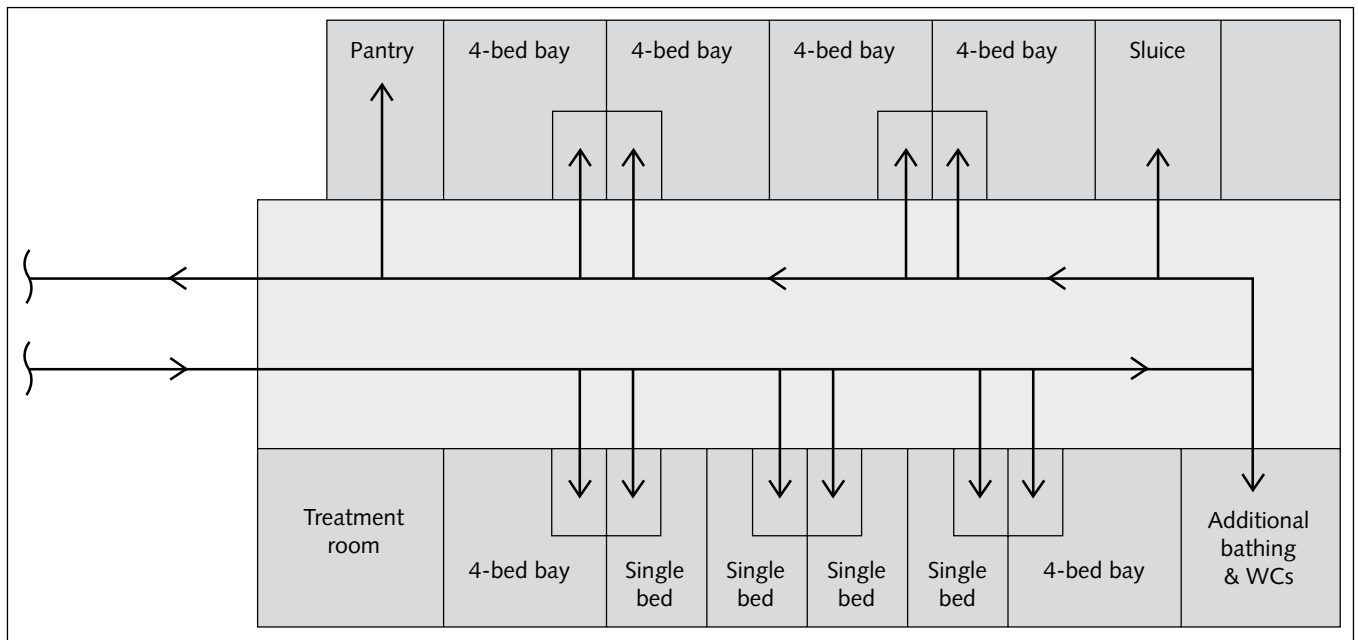 Pantry
4-bed bay
4-bed bay
4-bed bay
4-bed bay
Sluice
Treatment
room
4-bed bay
Single
bed
Single
bed
Single
bed
Single
bed
4-bed bay
Additional
bathing
& WCs